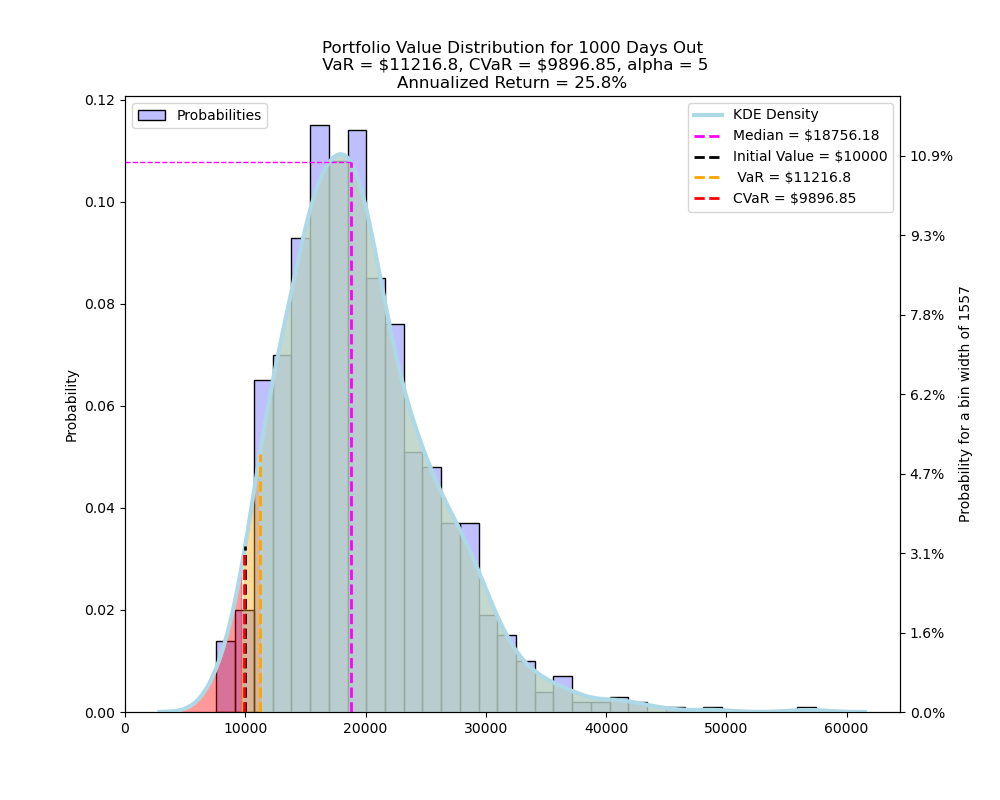 Portfolio Value Distribution for 1000 Days Out
VaR = $11216.8, CVaR = $9896.85, alpha = 5
Annualized Return = 25.8%
Probabilities
KDE Density
Median = $18756.18
Initial Value = $10000
VaR = $11216.8
CVaR = $9896.85
0.12
0.10
0.08
0.06
0.04
0.02
0.00
Probability
10.9%
9.3%
7.8%
6.2%
4.7%
3.1%
1.6%
0.0%
Probability for a bin width of 1557
0
10000
20000
30000
40000
50000
60000